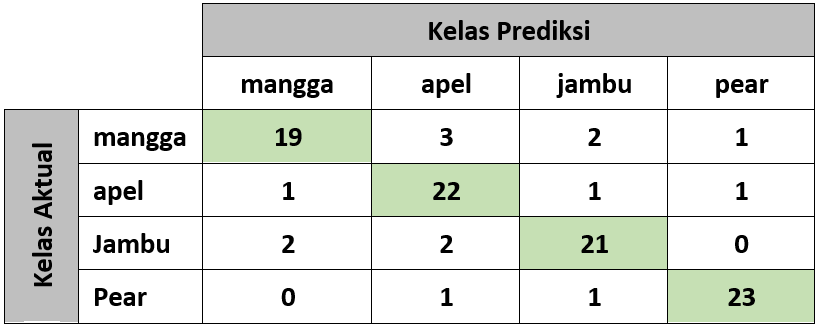 Kelas Prediksi
mangga apel jambu pear
Kelas Aktual
mangga 19 3 2 1
apel 1 22 1 1
Jambu 2 2 21 0
Pear 0 1 1 23